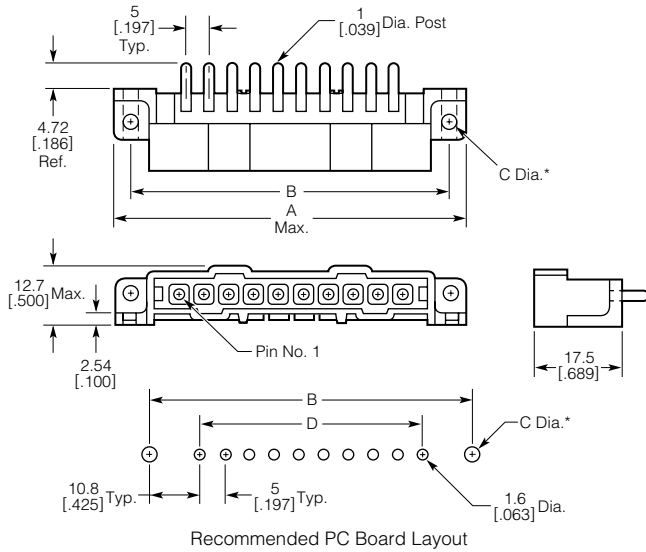 5
[.197]
Typ.
1
[.039] Dia. Post
4.72
[.186]
Ref.
C Dia.*
B
A
Max.
12.7
[.500] Max.
Pin No. 1
2.54
[.100]
17.5
[.689]
B
D
C Dia.*
10.8
[.425] Typ.
5
[.197] Typ.
1.6
[.063] Dia.
Recommended PC Board Layout